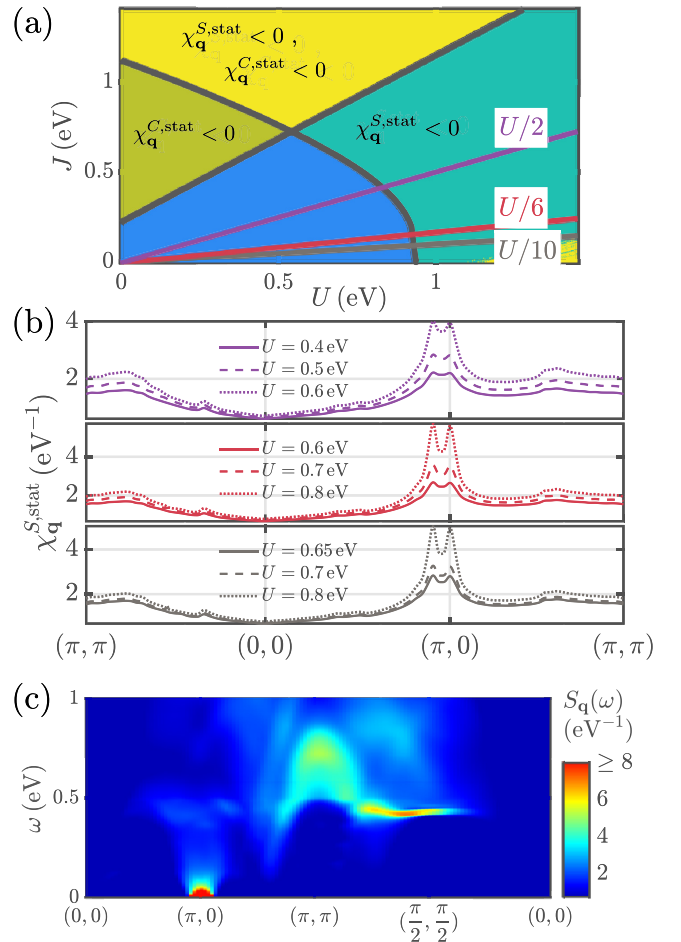 (a)
χ_q^{S,stat} < 0 ,
χ_q^{C,stat} < 0
χ_q^{C,stat} < 0
χ_q^{S,stat} < 0
U/2
U/6
U/10
J (eV)
1
0.5
0
0
0.5
1
U (eV)
(b)
χ_q^{S,stat} (eV⁻¹)
4
2
U = 0.4 eV
U = 0.5 eV
U = 0.6 eV
4
2
U = 0.6 eV
U = 0.7 eV
U = 0.8 eV
4
2
U = 0.65 eV
U = 0.7 eV
U = 0.8 eV
(π, π)
(0, 0)
(π, 0)
(π, π)
(c)
ω (eV)
1
0.5
0
(0, 0)
(π, 0)
(π, π)
(π/2, π/2)
(0, 0)
S_q(ω)
(eV⁻¹)
≥ 8
6
4
2